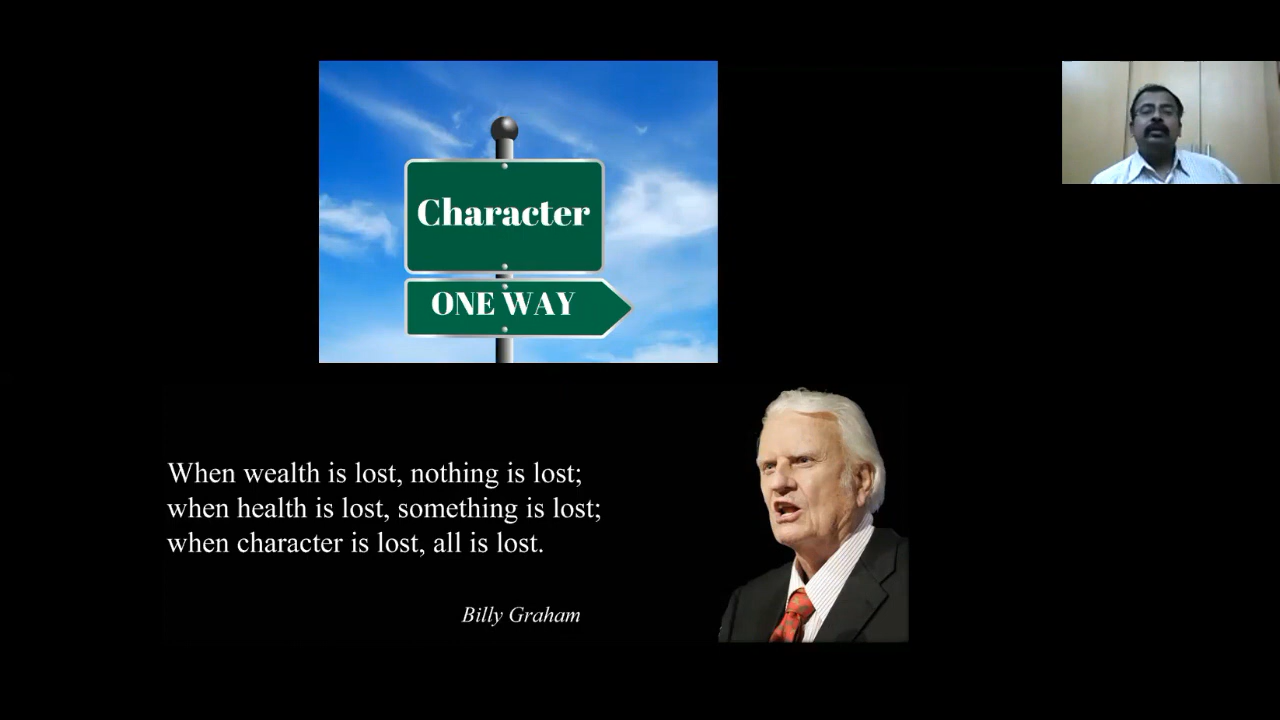 Character
ONE WAY
When wealth is lost, nothing is lost;
when health is lost, something is lost;
when character is lost, all is lost.
Billy Graham